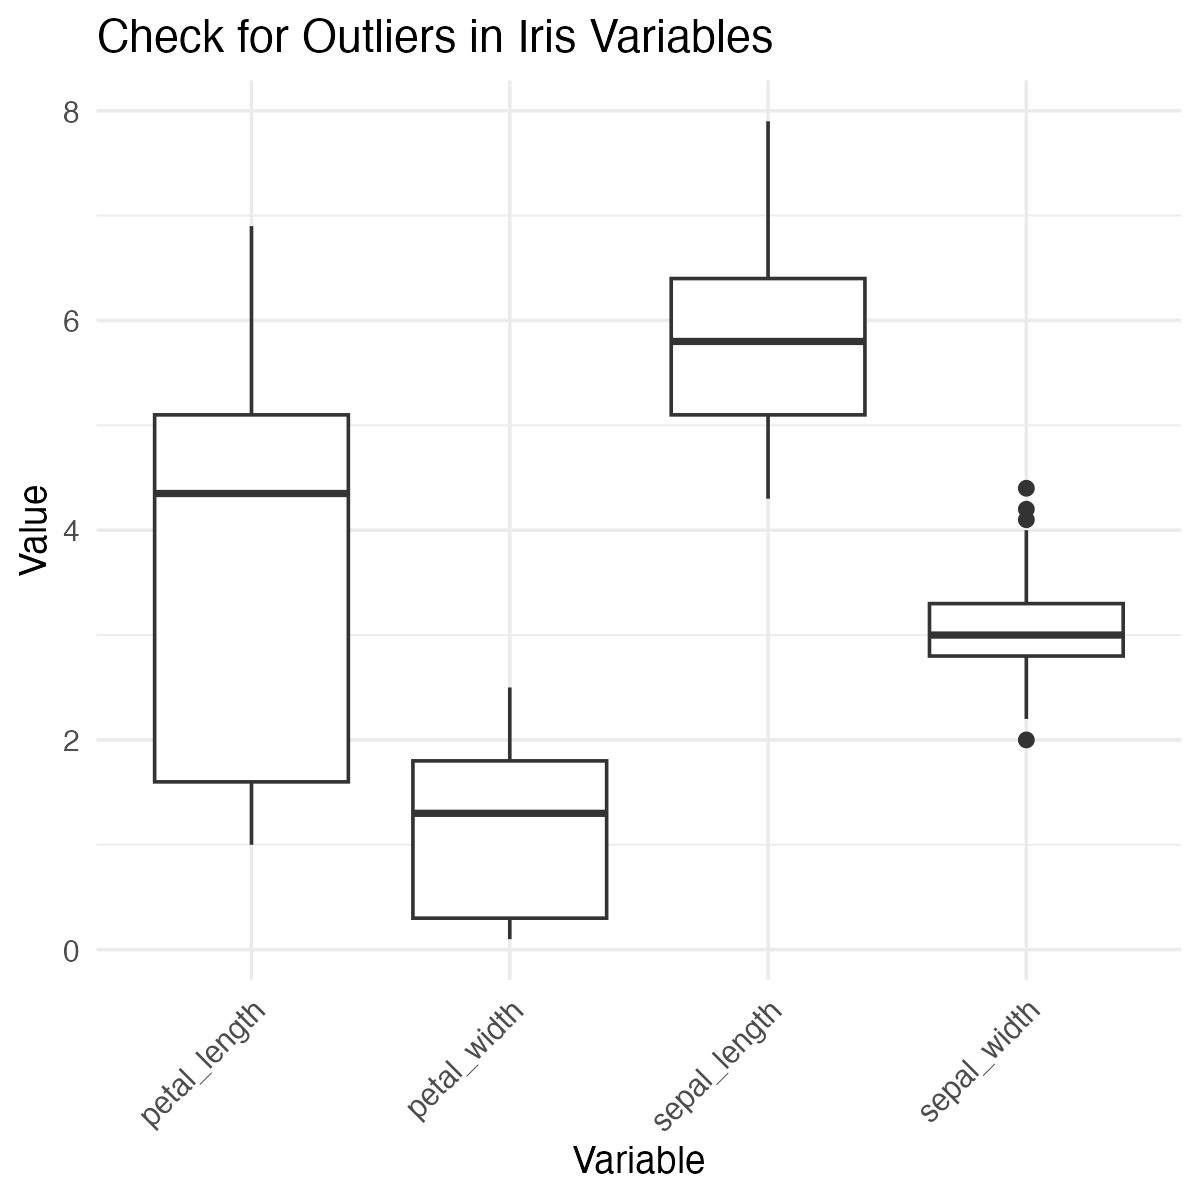 Check for Outliers in Iris Variables
8
6
4
2
0
Value
petal_length
petal_width
sepal_length
sepal_width
Variable